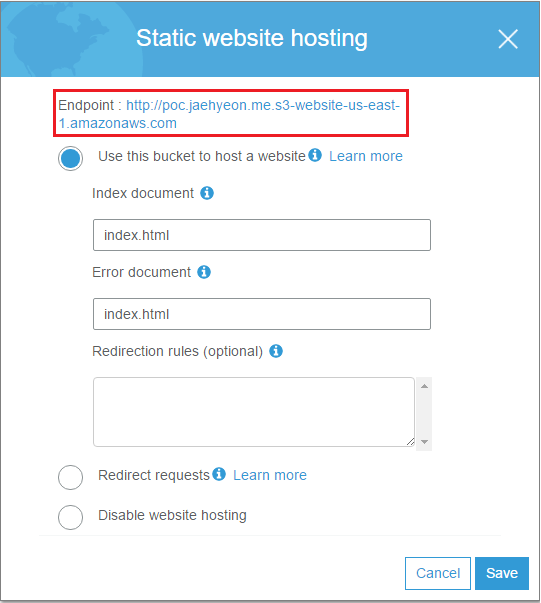 Static website hosting
Endpoint : http://poc.jaehyeon.me.s3-website-us-east-
1.amazonaws.com
Use this bucket to host a website Learn more
Index document
index.html
Error document
index.html
Redirection rules (optional)
Redirect requests Learn more
Disable website hosting
Cancel Save